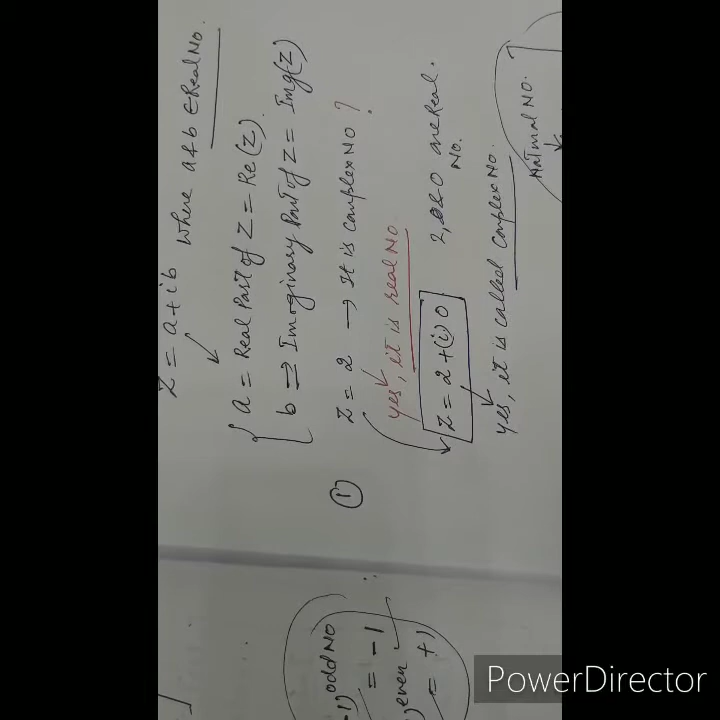 Z = a + ib where a & b ∈ Real No.
a = Real Part of Z = Re(Z).
b = Imaginary Part of Z = Img(Z)
(1) Z = 2 → It is complex No ?
yes, it is real No.
Z = 2 + (i) 0 2, & 0 are Real. No.
yes, it is called Complex No.
Natural No.
-1) odd No
= -1
) even
= +1
PowerDirector